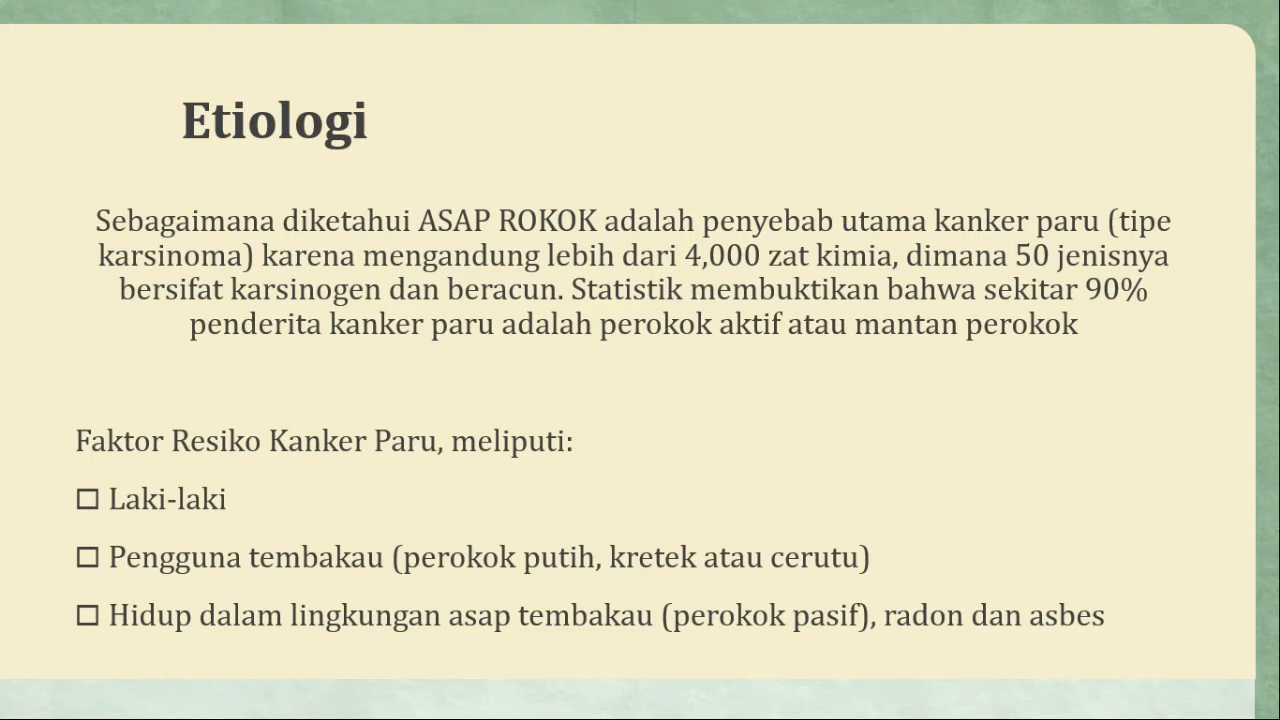 Etiologi
Sebagaimana diketahui ASAP ROKOK adalah penyebab utama kanker paru (tipe
karsinoma) karena mengandung lebih dari 4,000 zat kimia, dimana 50 jenisnya
bersifat karsinogen dan beracun. Statistik membuktikan bahwa sekitar 90%
penderita kanker paru adalah perokok aktif atau mantan perokok
Faktor Resiko Kanker Paru, meliputi:
☐ Laki-laki
☐ Pengguna tembakau (perokok putih, kretek atau cerutu)
☐ Hidup dalam lingkungan asap tembakau (perokok pasif), radon dan asbes